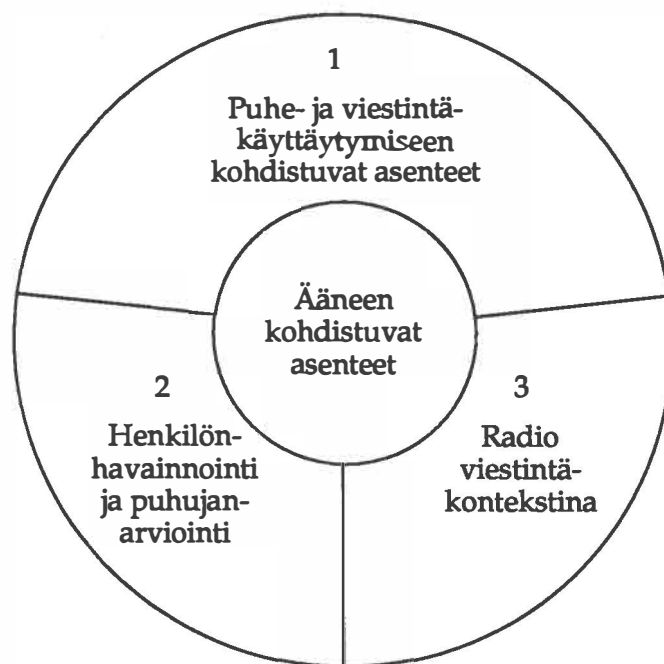 1
Puhe- ja viestintä-
käyttäytymiseen
kohdistuvat asenteet
Ääneen
kohdistuvat
asenteet
2
Henkilön-
havainnointi
ja puhujan-
arviointi
3
Radio
viestintä-
kontekstina